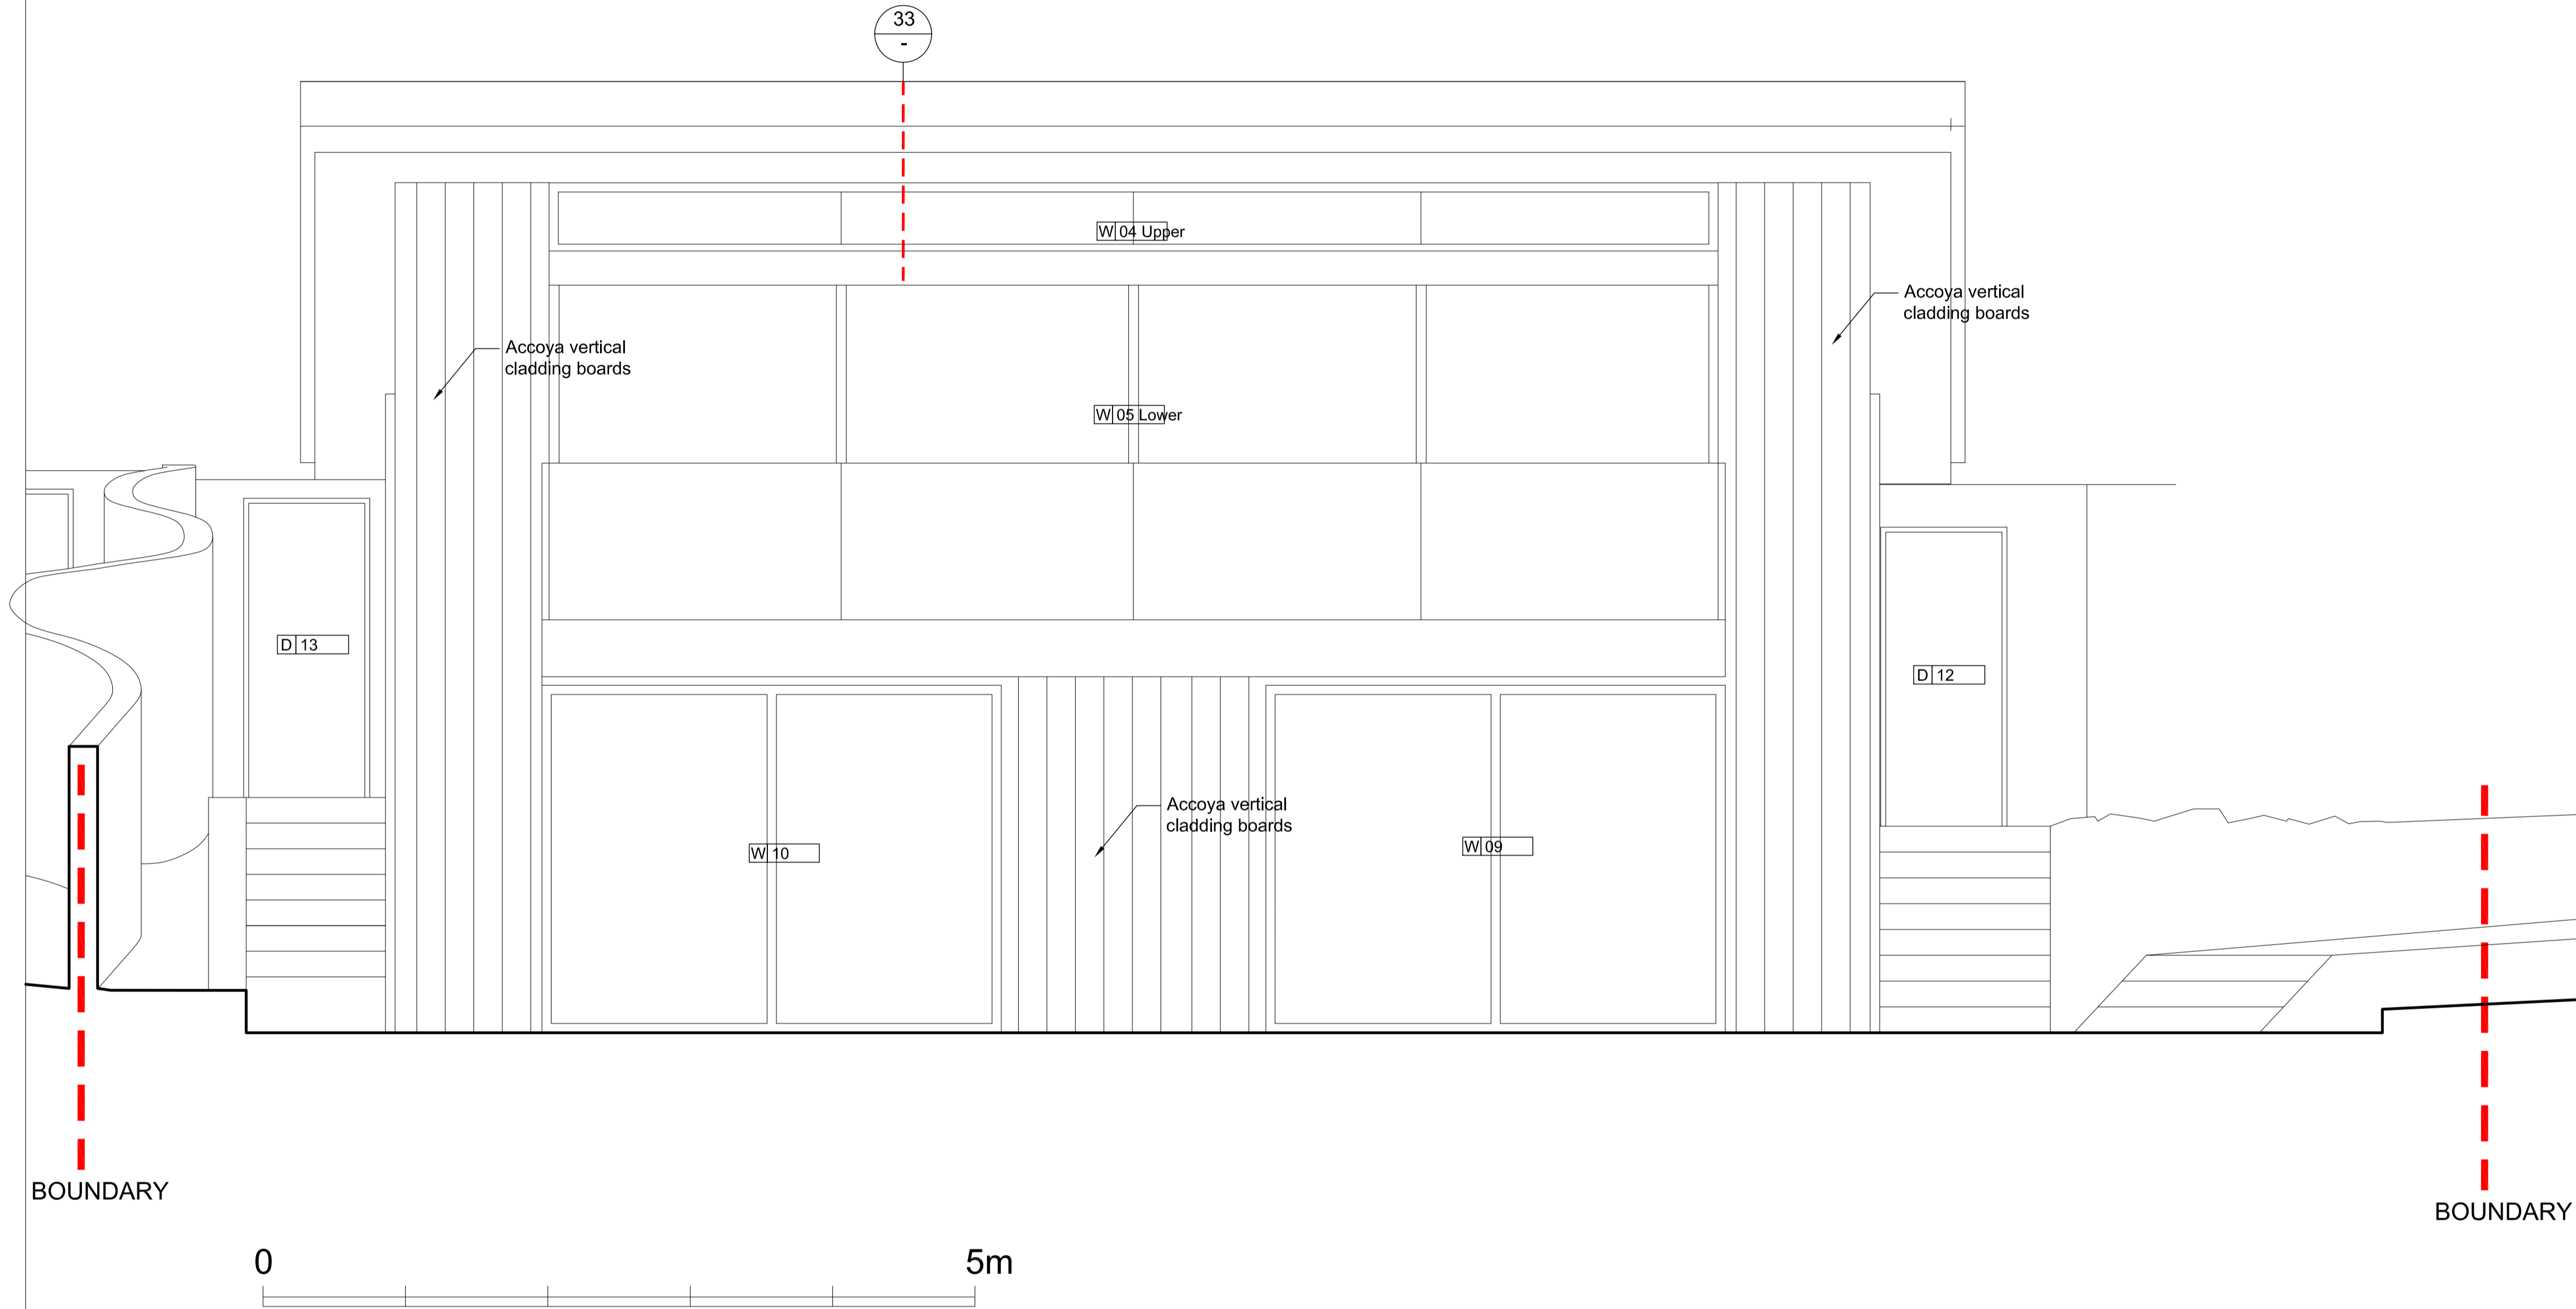 33
-
W 04 Upper
Accoya vertical
cladding boards
Accoya vertical
cladding boards
W 05 Lower
D 13
D 12
Accoya vertical
cladding boards
W 10
W 09
BOUNDARY
BOUNDARY
0 5m